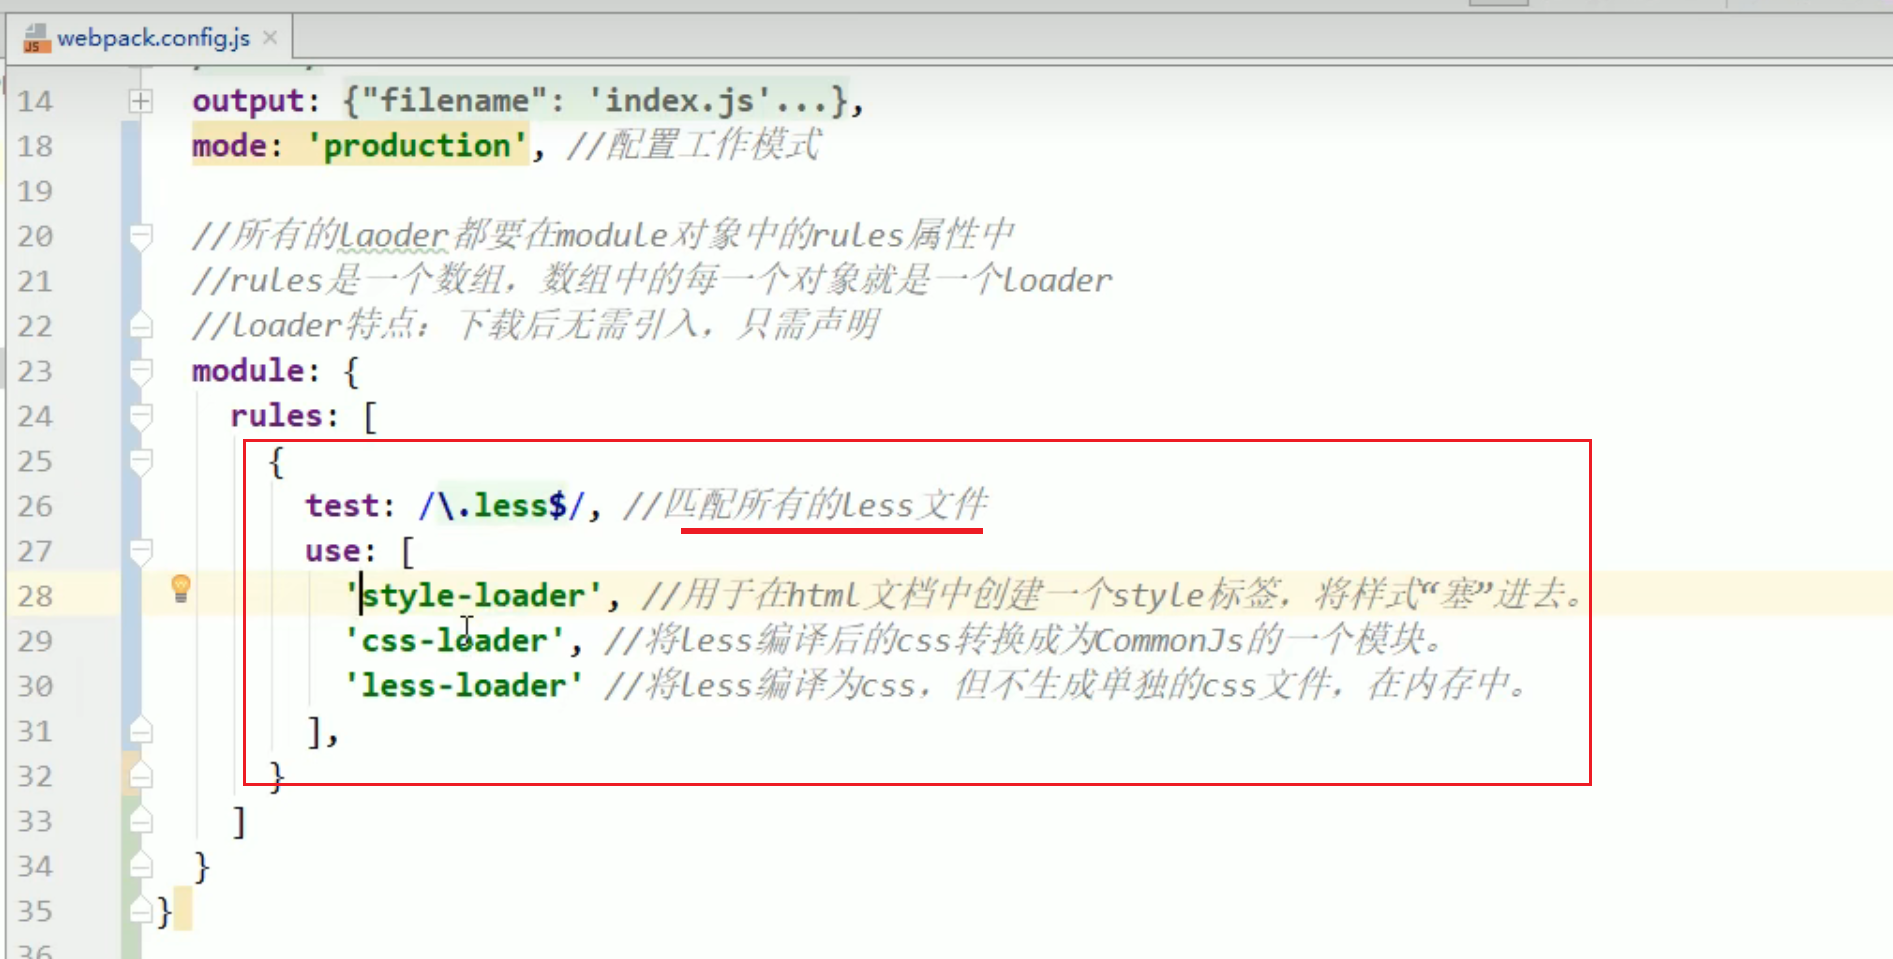 webpack.config.js
14 output: {"filename": 'index.js'...},
18 mode: 'production', //配置工作模式
19
20 //所有的laoder都要在module对象中的rules属性中
21 //rules是一个数组，数组中的每一个对象就是一个loader
22 //loader特点：下载后无需引入，只需声明
23 module: {
24 rules: [
25 {
26 test: /\.less$/, //匹配所有的less文件
27 use: [
28 'style-loader', //用于在html文档中创建一个style标签，将样式“塞”进去。
29 'css-loader', //将less编译后的css转换成为CommonJs的一个模块。
30 'less-loader' //将less编译为css，但不生成单独的css文件，在内存中。
31 ],
32 }
33 ]
34 }
35 }
36